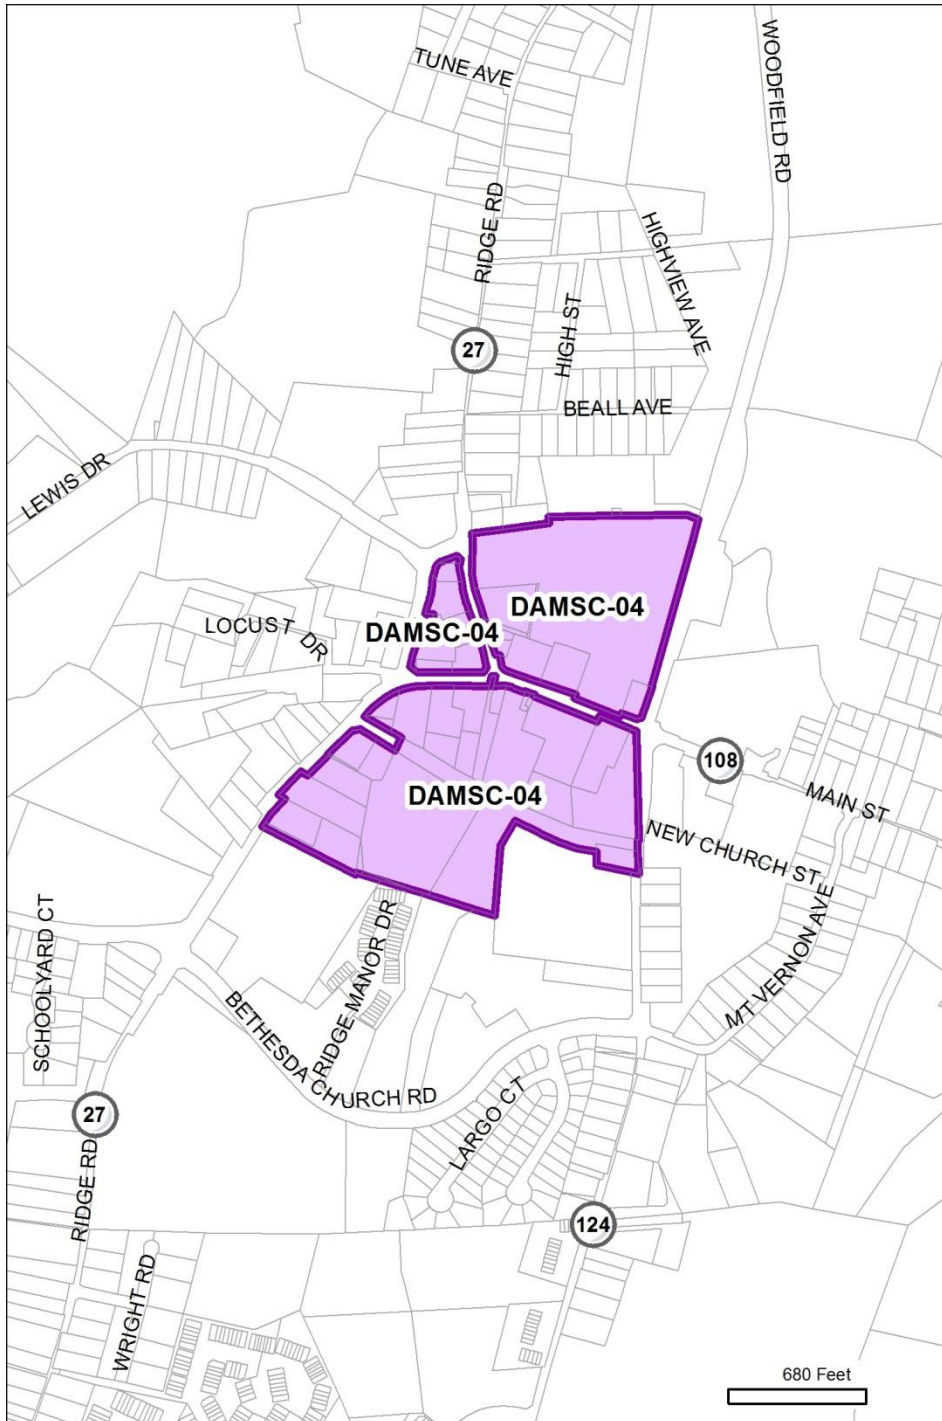 TUNE AVE
WOODFIELD RD
RIDGE RD
HIGHVIEW AVE
HIGH ST
27
BEALL AVE
LEWIS DR
DAMSC-04
LOCUST DR
DAMSC-04
108
DAMSC-04
MAIN ST
NEW CHURCH ST
SCHOOLYARD CT
RIDGE MANOR DR
MT VERNON AVE
BETHESDA CHURCH RD
27
LARGO CT
RIDGE RD
124
WRIGHT RD
680 Feet